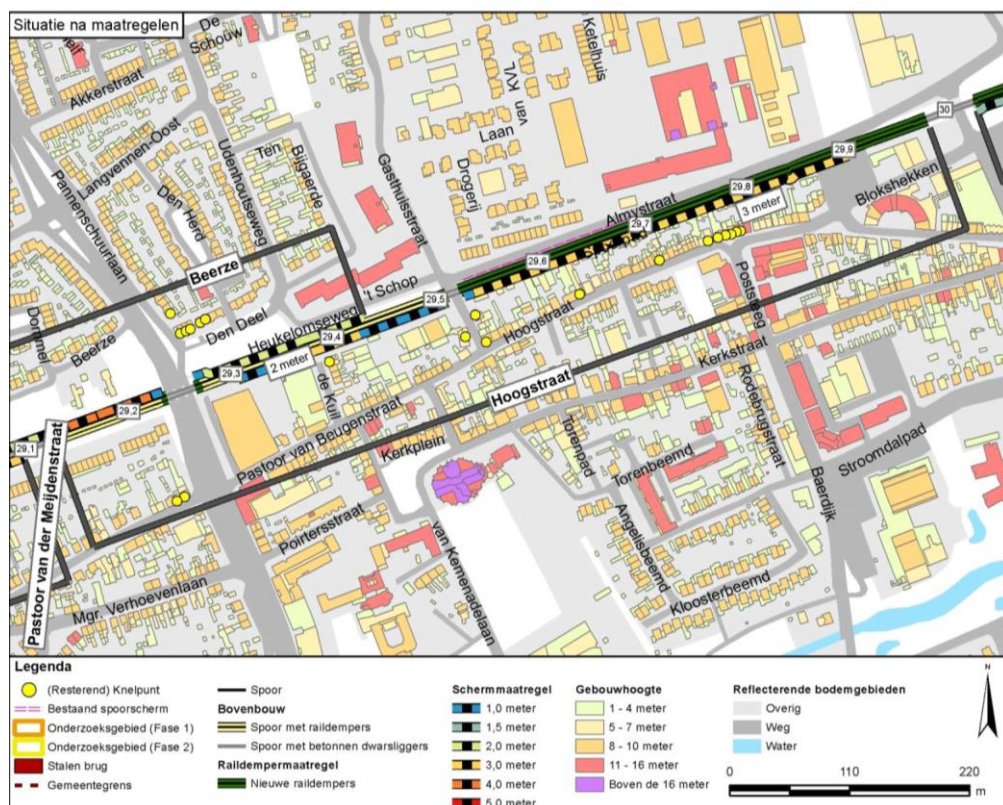 Situatie na maatregelen
De
Schouw
Akkerstraat
Langvennen-Oost
Udenhoutseweg
Ten
Bijgaerde
Den Herd
Pannenschuurlaan
Gasthuisstraat
Ketelhuis
van KVL
Laan
Drogerij
Almystraat
30
29,9
29,8
3 meter
29,7
29,6
29,5
Blokshekken
Beerze
't Schop
Den Deel
Heukelomseweg
29,4
2 meter
29,3
29,2
29,1
Dommel
Beerze
Hoogstraat
Poststeeg
Kerkstraat
Hoogstraat
de Kuil
Pastoor van Beugenstraat
Kerkplein
Torenpad
Torenbeemd
Rodebrugstraat
Stroomdalpad
Baerdijk
Pastoor van der Meijdenstraat
Poirtersstraat
van Kemenadelaan
Angelisbeemd
Kloosterbeemd
Mgr. Verhoevenlaan
Legenda
(Resterend) Knelpunt
Bestaand spoorscherm
Onderzoeksgebied (Fase 1)
Onderzoeksgebied (Fase 2)
Stalen brug
Gemeentegrens
Spoor
Bovenbouw
Spoor met raildempers
Spoor met betonnen dwarsliggers
Raildempermaatregel
Nieuwe raildempers
Schermmaatregel
1,0 meter
1,5 meter
2,0 meter
3,0 meter
4,0 meter
5,0 meter
Gebouwhoogte
1 - 4 meter
5 - 7 meter
8 - 10 meter
11 - 16 meter
Boven de 16 meter
Reflecterende bodemgebieden
Overig
Weg
Water
N
0 110 220
m